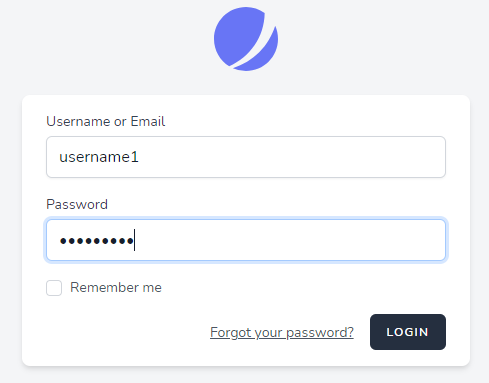 Username or Email
username1
Password
•••••••••
Remember me
Forgot your password? LOGIN